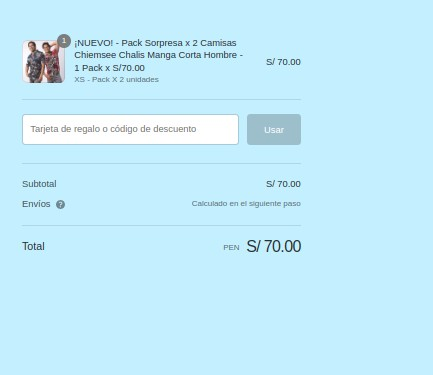 1
¡NUEVO! - Pack Sorpresa x 2 Camisas
Chiemsee Chalis Manga Corta Hombre -
1 Pack x S/70.00
XS - Pack X 2 unidades
S/ 70.00
Tarjeta de regalo o código de descuento
Usar
Subtotal
S/ 70.00
Envíos ?
Calculado en el siguiente paso
Total
PEN S/ 70.00